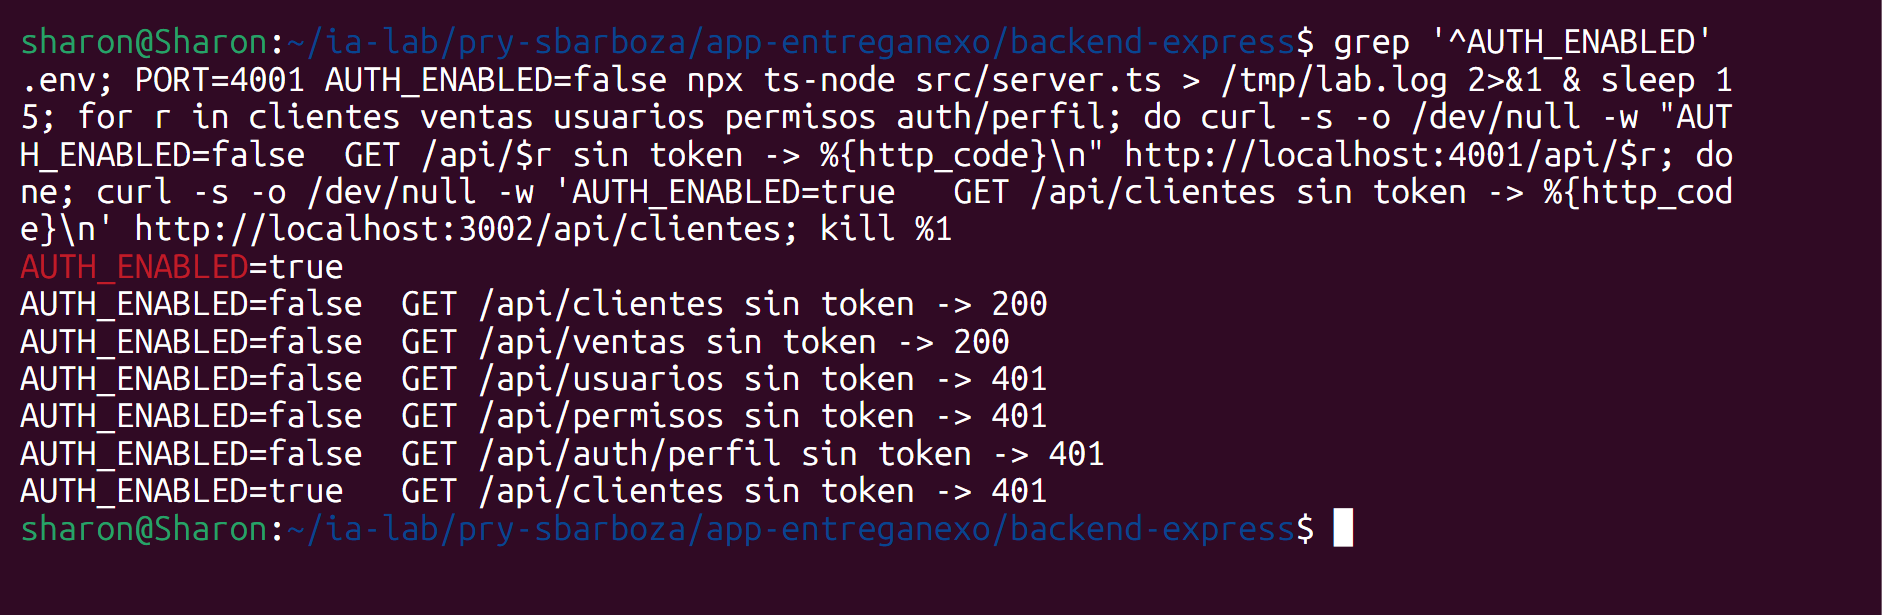 sharon@Sharon:~/ia-lab/pry-sbarboza/app-entreganexo/backend-express$ grep '^AUTH_ENABLED'
.env; PORT=4001 AUTH_ENABLED=false npx ts-node src/server.ts > /tmp/lab.log 2>&1 & sleep 1
5; for r in clientes ventas usuarios permisos auth/perfil; do curl -s -o /dev/null -w "AUT
H_ENABLED=false  GET /api/$r sin token -> %{http_code}\n" http://localhost:4001/api/$r; do
ne; curl -s -o /dev/null -w 'AUTH_ENABLED=true   GET /api/clientes sin token -> %{http_cod
e}\n' http://localhost:3002/api/clientes; kill %1
AUTH_ENABLED=true
AUTH_ENABLED=false  GET /api/clientes sin token -> 200
AUTH_ENABLED=false  GET /api/ventas sin token -> 200
AUTH_ENABLED=false  GET /api/usuarios sin token -> 401
AUTH_ENABLED=false  GET /api/permisos sin token -> 401
AUTH_ENABLED=false  GET /api/auth/perfil sin token -> 401
AUTH_ENABLED=true   GET /api/clientes sin token -> 401
sharon@Sharon:~/ia-lab/pry-sbarboza/app-entreganexo/backend-express$